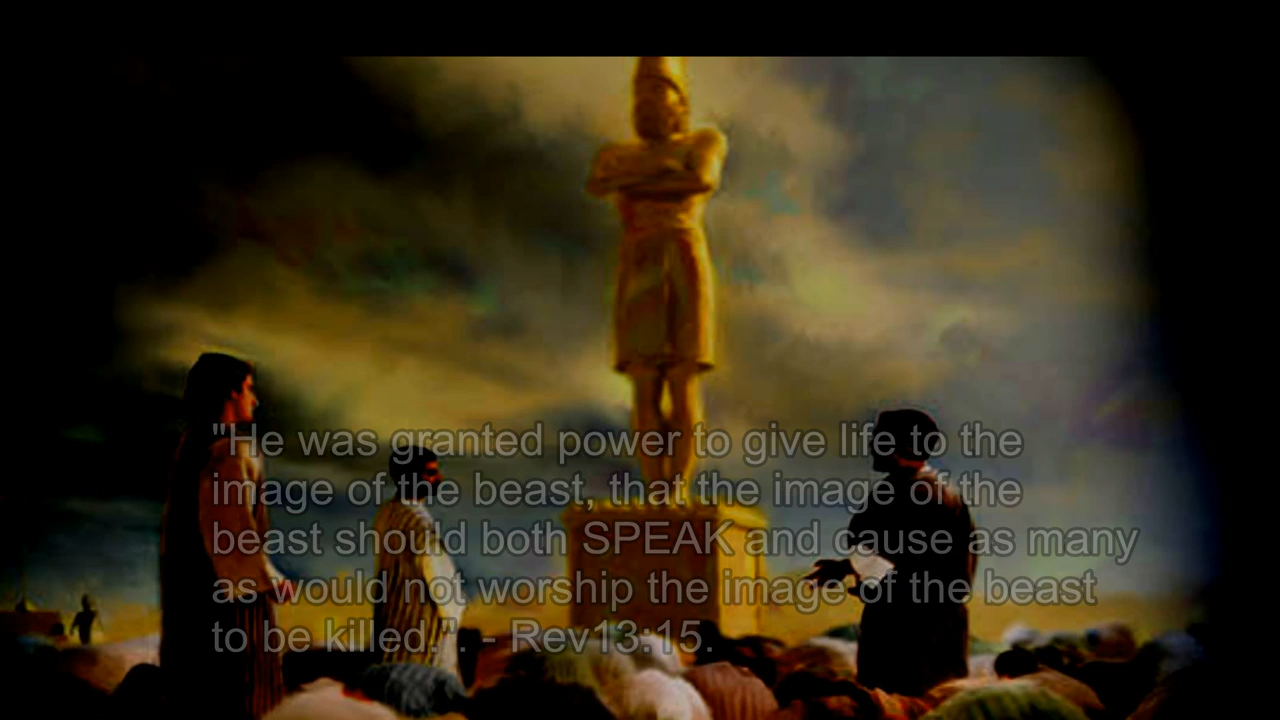 "He was granted power to give life to the
image of the beast, that the image of the
beast should both SPEAK and cause as many
as would not worship the image of the beast
to be killed.". - Rev13:15.